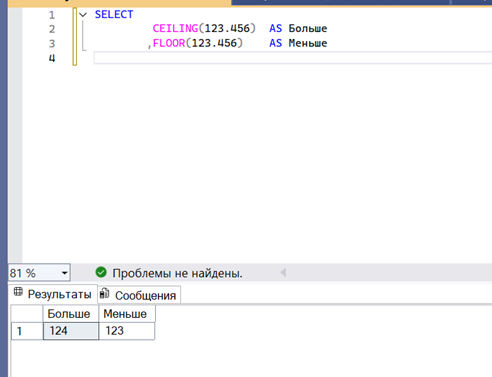 1 SELECT
2 CEILING(123.456) AS Больше
3 ,FLOOR(123.456) AS Меньше
4
81 % Проблемы не найдены.
Результаты Сообщения
Больше Меньше
1 124 123